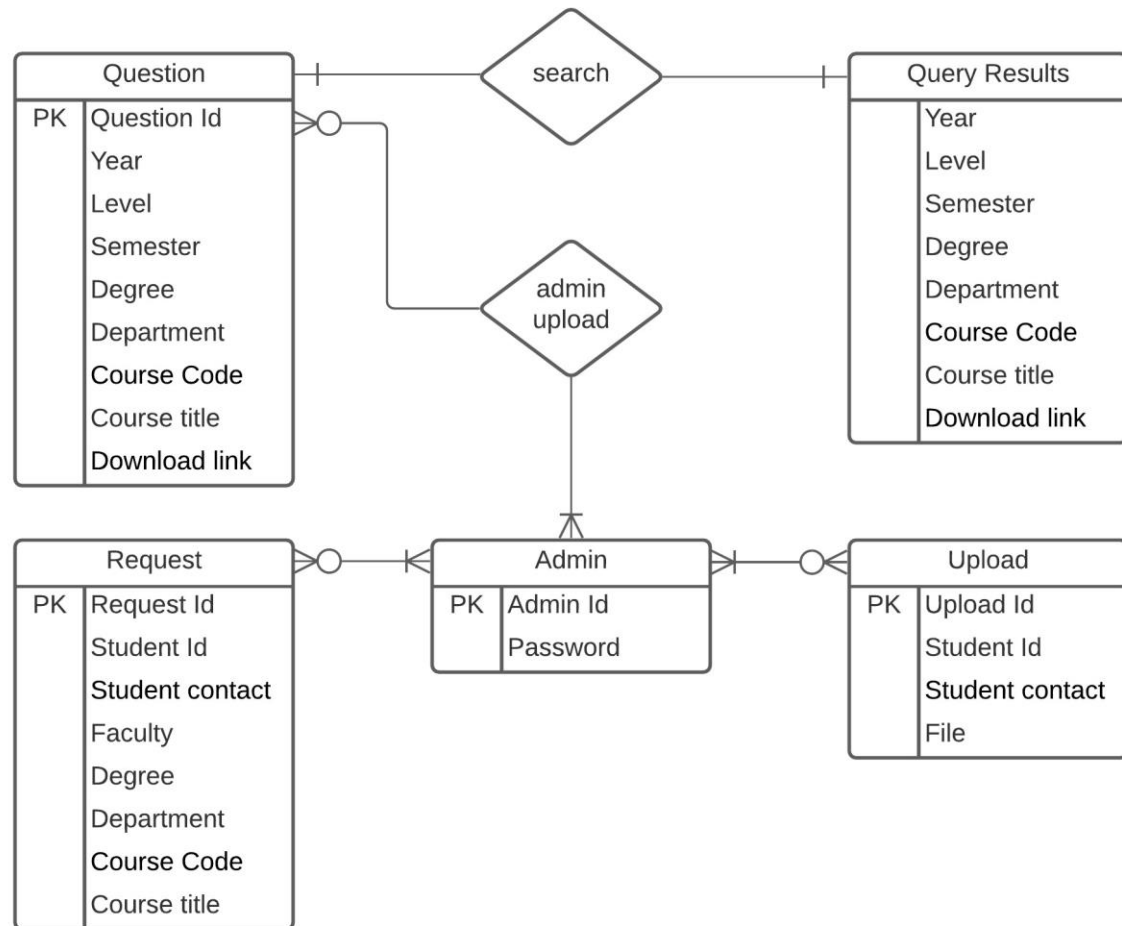 Question
PK Question Id
Year
Level
Semester
Degree
Department
Course Code
Course title
Download link
search
Query Results
Year
Level
Semester
Degree
Department
Course Code
Course title
Download link
admin
upload
Request
PK Request Id
Student Id
Student contact
Faculty
Degree
Department
Course Code
Course title
Admin
PK Admin Id
Password
Upload
PK Upload Id
Student Id
Student contact
File